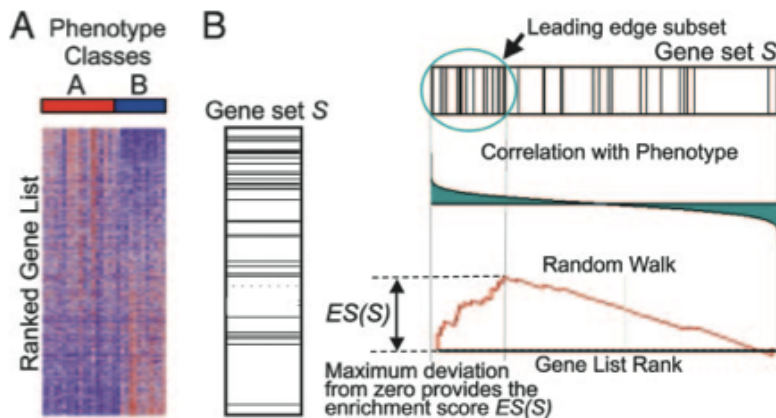 A
Phenotype
Classes
A B
Ranked Gene List
B
Gene set S
Leading edge subset
Gene set S
Correlation with Phenotype
Random Walk
ES(S)
Gene List Rank
Maximum deviation
from zero provides the
enrichment score ES(S)